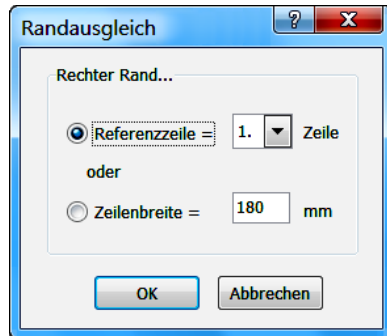 Randausgleich
Rechter Rand...
Referenzzeile = 1. Zeile
oder
Zeilenbreite = 180 mm
OK Abbrechen